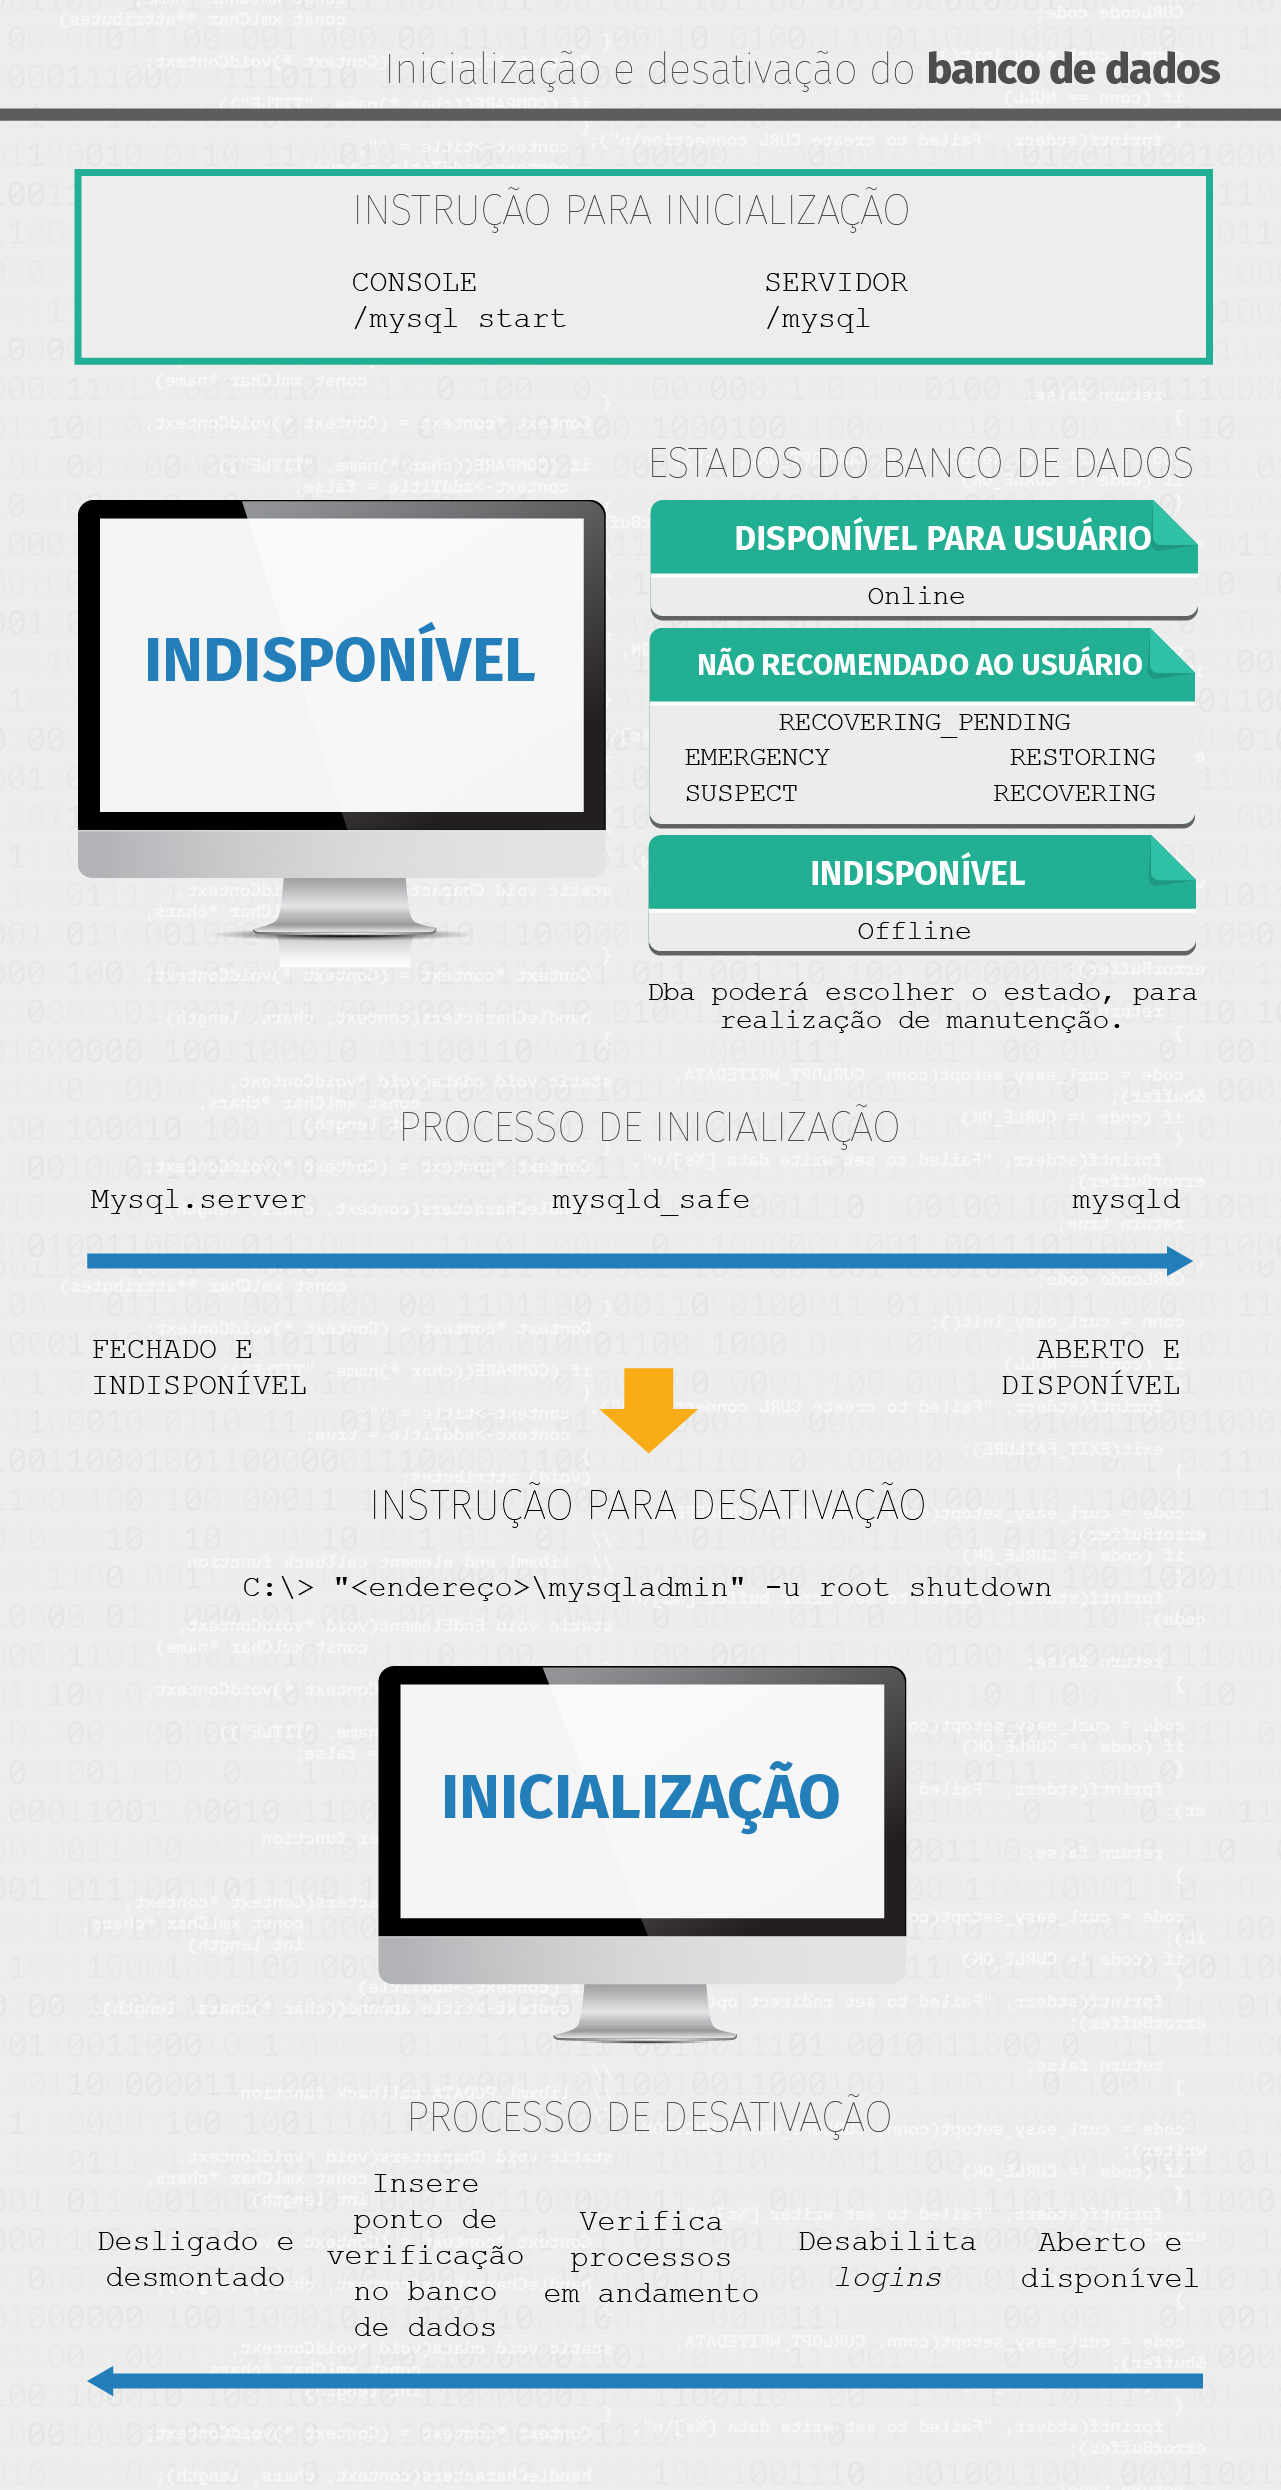 Inicialização e desativação do banco de dados
INSTRUÇÃO PARA INICIALIZAÇÃO
CONSOLE
/mysql start
SERVIDOR
/mysql
INDISPONÍVEL
ESTADOS DO BANCO DE DADOS
DISPONÍVEL PARA USUÁRIO
Online
NÃO RECOMENDADO AO USUÁRIO
RECOVERING_PENDING
EMERGENCY RESTORING
SUSPECT RECOVERING
INDISPONÍVEL
Offline
Dba poderá escolher o estado, para
realização de manutenção.
PROCESSO DE INICIALIZAÇÃO
Mysql.server mysqld_safe mysqld
FECHADO E
INDISPONÍVEL
ABERTO E
DISPONÍVEL
INSTRUÇÃO PARA DESATIVAÇÃO
C:\> "<endereço>\mysqladmin" -u root shutdown
INICIALIZAÇÃO
PROCESSO DE DESATIVAÇÃO
Desligado e
desmontado
Insere
ponto de
verificação
no banco
de dados
Verifica
processos
em andamento
Desabilita
logins
Aberto e
disponível